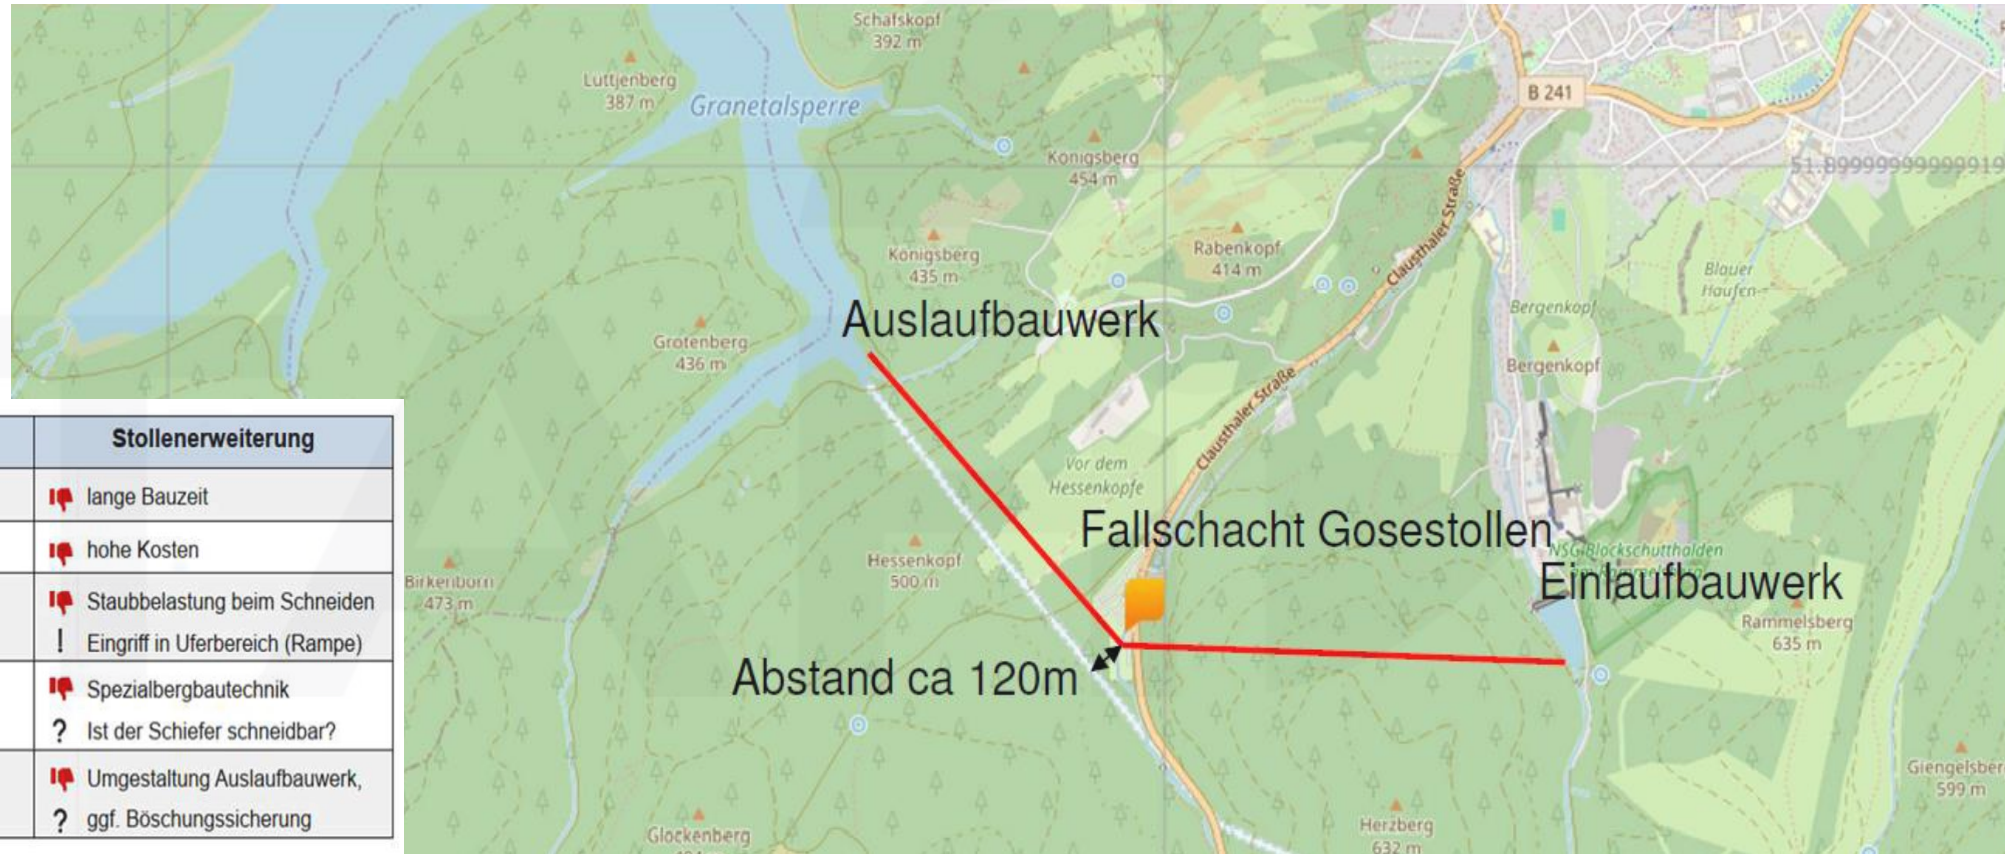 Schafskopf
392 m
Luttjenberg
387 m
Granetalsperre
B 241
Königsberg
454 m
51.89999999999919
Clausthaler Straße
Königsberg
435 m
Rabenkopf
414 m
Blauer
Haufen
Bergenkopf
Auslaufbauwerk
Grotenberg
436 m
Bergenkopf
Clausthaler Straße
Stollenerweiterung
lange Bauzeit
hohe Kosten
Staubbelastung beim Schneiden
! Eingriff in Uferbereich (Rampe)
Spezialbergbautechnik
? Ist der Schiefer schneidbar?
Umgestaltung Auslaufbauwerk,
? ggf. Böschungssicherung
Vor dem
Hessenkopfe
Fallschacht Gosestollen
NSG Blockschutthalden
Einlaufbauwerk
Hessenkopf
500 m
Birkenborn
473 m
Rammelsberg
635 m
Abstand ca 120m
Giengelsber
599 m
Glockenberg
Herzberg
632 m